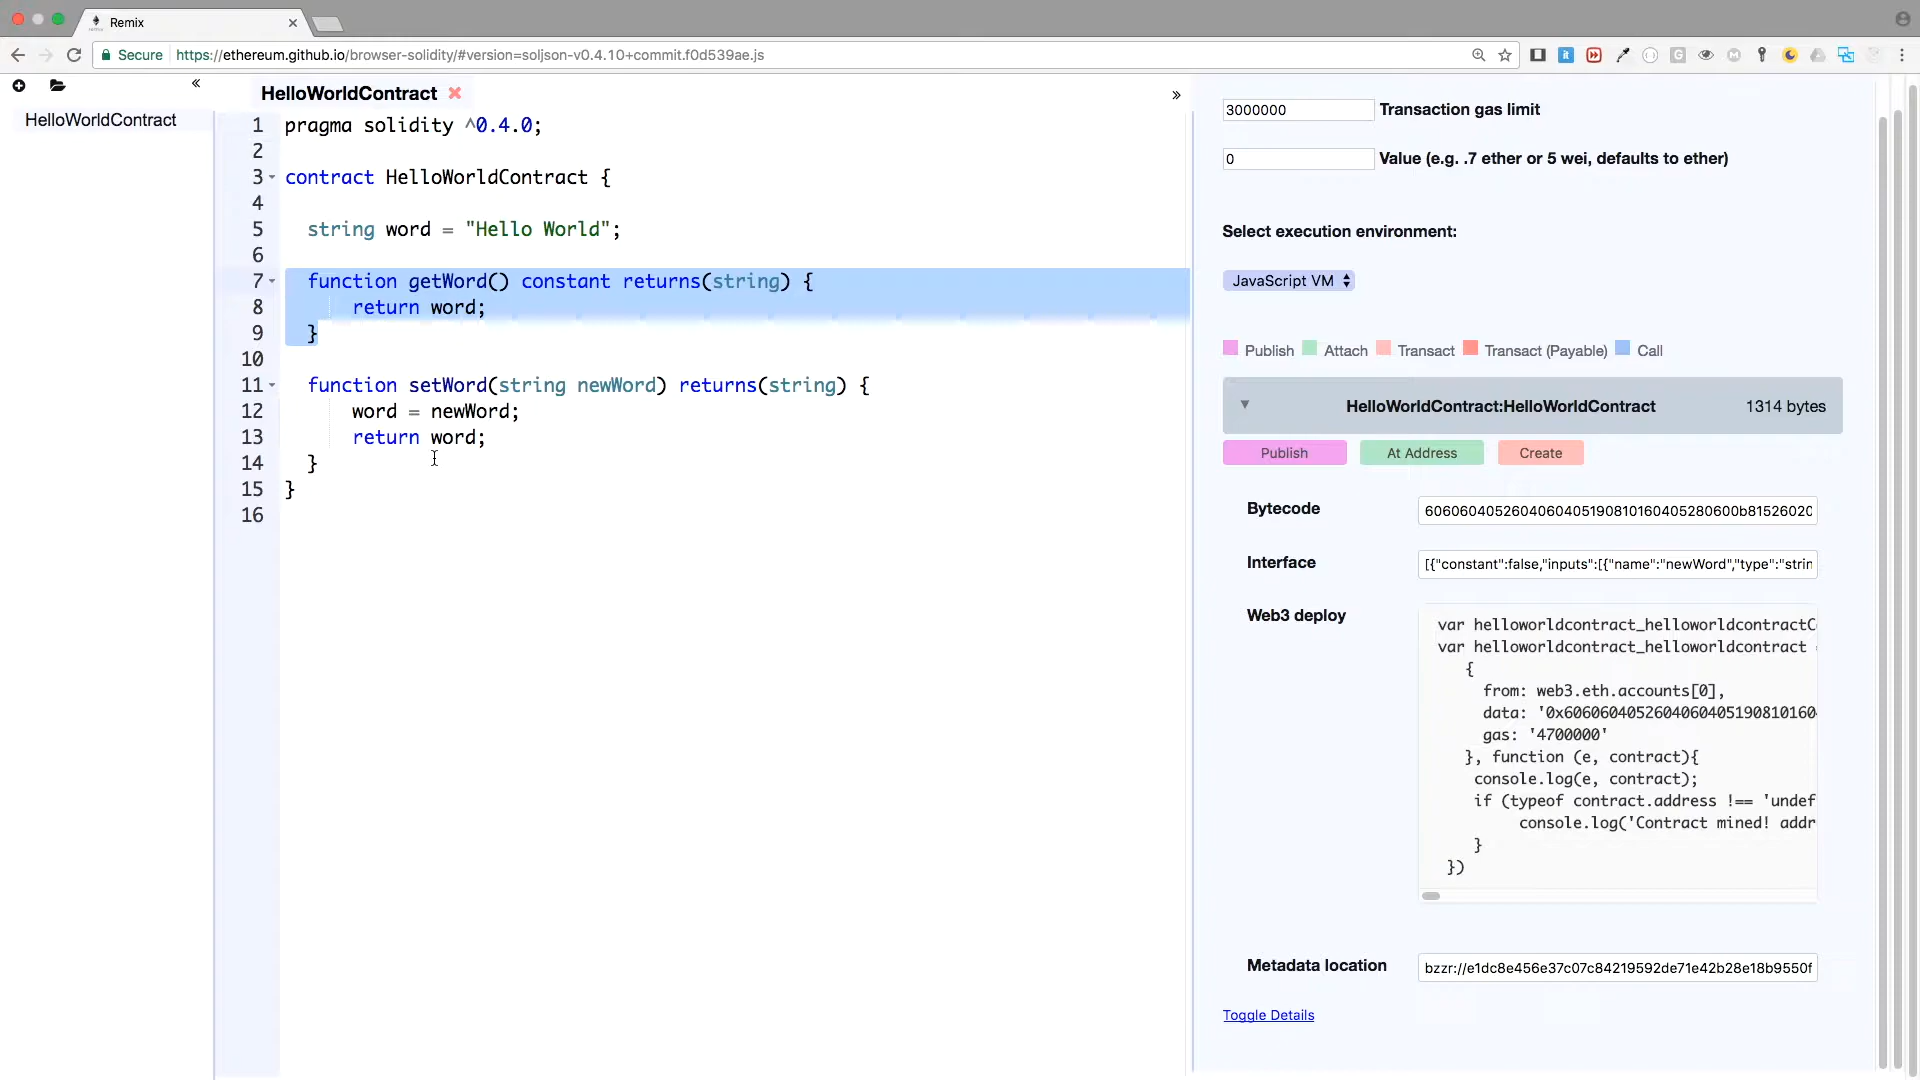 Remix
Secure https://ethereum.github.io/browser-solidity/#version=soljson-v0.4.10+commit.f0d539ae.js
HelloWorldContract
HelloWorldContract
1 pragma solidity ^0.4.0;
2
3 contract HelloWorldContract {
4
5 string word = "Hello World";
6
7 function getWord() constant returns(string) {
8 return word;
9 }
10
11 function setWord(string newWord) returns(string) {
12 word = newWord;
13 return word;
14 }
15 }
16
3000000 Transaction gas limit
0 Value (e.g. .7 ether or 5 wei, defaults to ether)
Select execution environment:
JavaScript VM
Publish Attach Transact Transact (Payable) Call
HelloWorldContract:HelloWorldContract 1314 bytes
Publish At Address Create
Bytecode 6060604052604060405190810160405280600b81526020
Interface [{"constant":false,"inputs":[{"name":"newWord","type":"strin
Web3 deploy
var helloworldcontract_helloworldcontractC
var helloworldcontract_helloworldcontract =
{
from: web3.eth.accounts[0],
data: '0x606060405260406040519081016040
gas: '4700000'
}, function (e, contract){
console.log(e, contract);
if (typeof contract.address !== 'undef
console.log('Contract mined! addr
}
})
Metadata location bzzr://e1dc8e456e37c07c84219592de71e42b28e18b9550f
Toggle Details